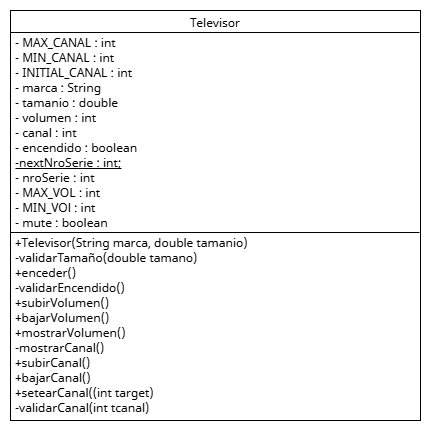 Televisor
- MAX_CANAL : int
- MIN_CANAL : int
- INITIAL_CANAL : int
- marca : String
- tamanio : double
- volumen : int
- canal : int
- encendido : boolean
-nextNroSerie : int;
- nroSerie : int
- MAX_VOL : int
- MIN_VOl : int
- mute : boolean
+Televisor(String marca, double tamanio)
-validarTamaño(double tamano)
+enceder()
-validarEncendido()
+subirVolumen()
+bajarVolumen()
+mostrarVolumen()
-mostrarCanal()
+subirCanal()
+bajarCanal()
+setearCanal((int target)
-validarCanal(int tcanal)